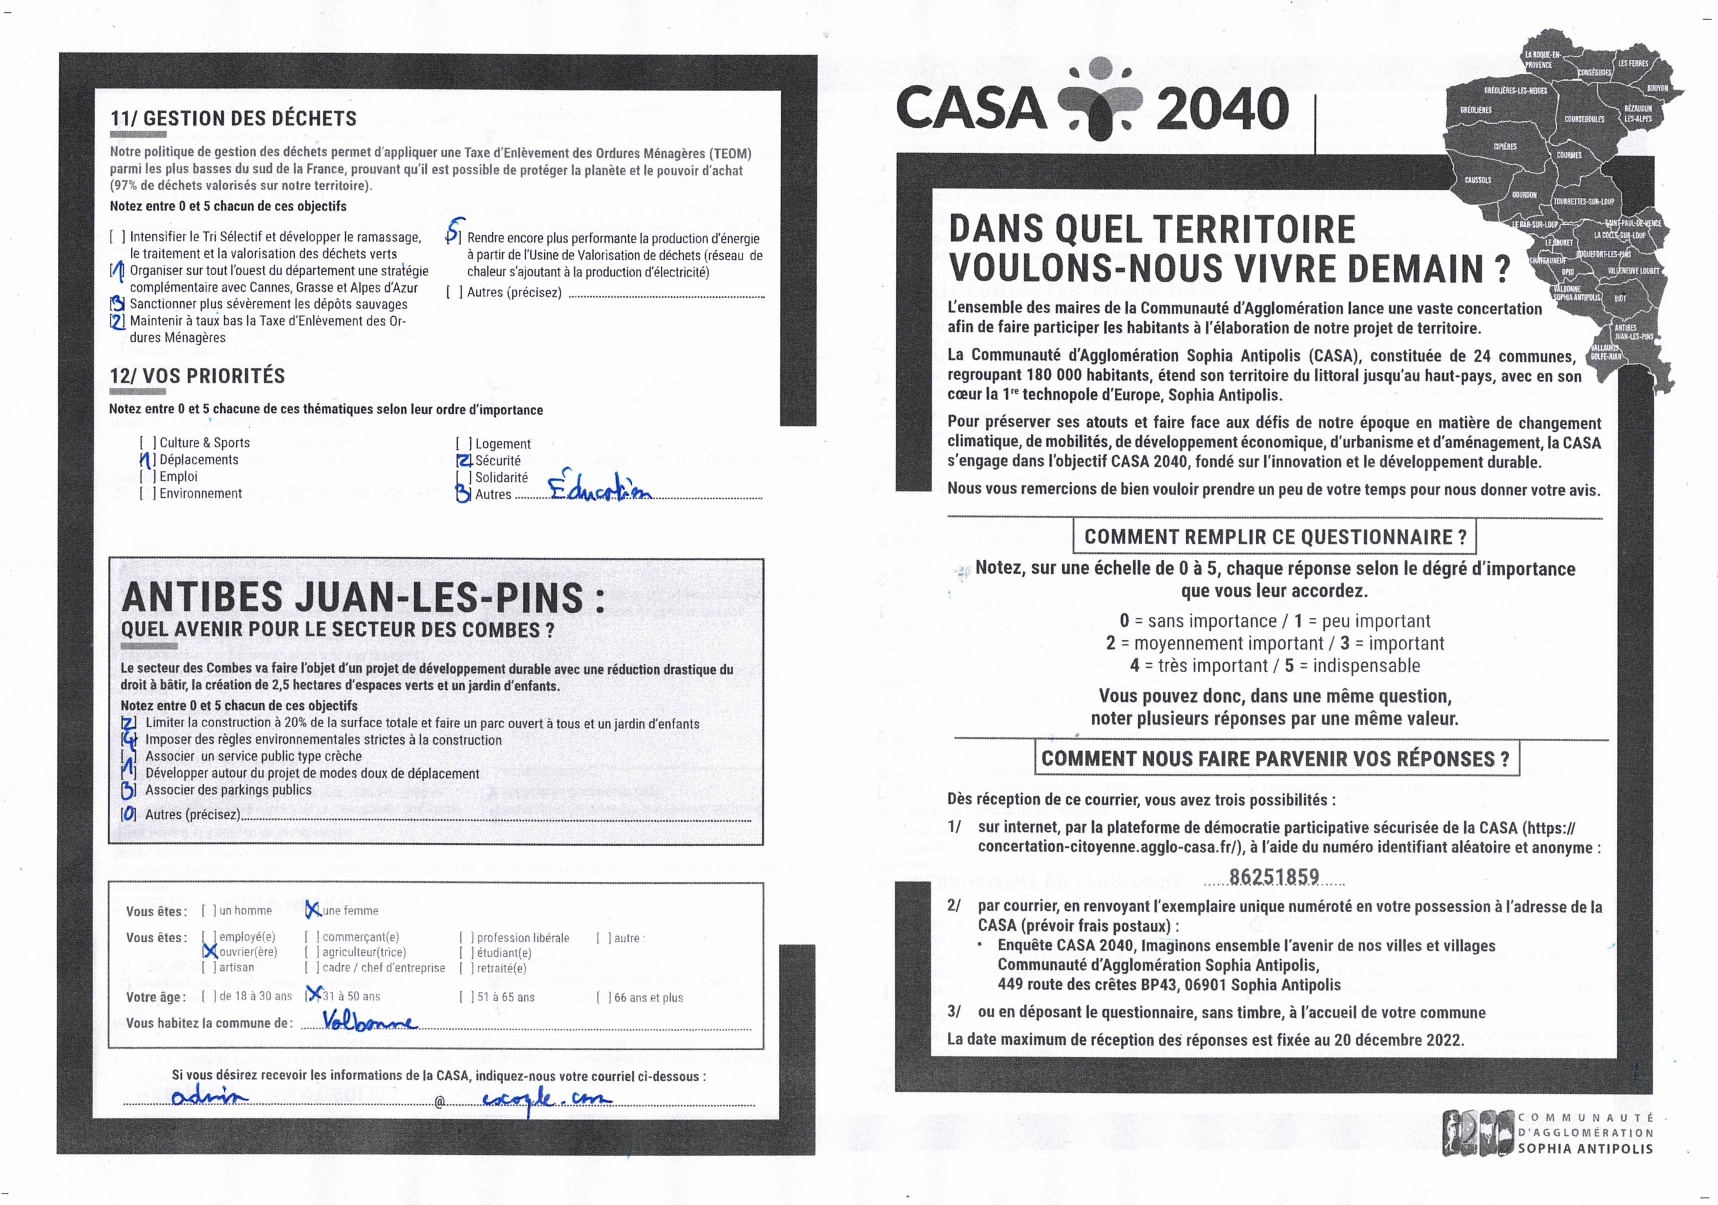 11/ GESTION DES DÉCHETS
Notre politique de gestion des déchets permet d'appliquer une Taxe d'Enlèvement des Ordures Ménagères (TEOM)
parmi les plus basses du sud de la France, prouvant qu'il est possible de protéger la planète et le pouvoir d'achat
(97% de déchets valorisés sur notre territoire).
Notez entre 0 et 5 chacun de ces objectifs
[ ] Intensifier le Tri Sélectif et développer le ramassage,
le traitement et la valorisation des déchets verts
[1] Organiser sur tout l'ouest du département une stratégie
complémentaire avec Cannes, Grasse et Alpes d'Azur
[3] Sanctionner plus sévèrement les dépôts sauvages
[2] Maintenir à taux bas la Taxe d'Enlèvement des Or-
dures Ménagères
[5] Rendre encore plus performante la production d'énergie
à partir de l'Usine de Valorisation de déchets (réseau de
chaleur s'ajoutant à la production d'électricité)
[ ] Autres (précisez)
12/ VOS PRIORITÉS
Notez entre 0 et 5 chacune de ces thématiques selon leur ordre d'importance
[ ] Culture & Sports
[1] Déplacements
[ ] Emploi
[ ] Environnement
[ ] Logement
[2] Sécurité
[ ] Solidarité
[3] Autres Éducation
ANTIBES JUAN-LES-PINS :
QUEL AVENIR POUR LE SECTEUR DES COMBES ?
Le secteur des Combes va faire l'objet d'un projet de développement durable avec une réduction drastique du
droit à bâtir, la création de 2,5 hectares d'espaces verts et un jardin d'enfants.
Notez entre 0 et 5 chacun de ces objectifs
[2] Limiter la construction à 20% de la surface totale et faire un parc ouvert à tous et un jardin d'enfants
[4] Imposer des règles environnementales strictes à la construction
[ ] Associer un service public type crèche
[1] Développer autour du projet de modes doux de déplacement
[3] Associer des parkings publics
[0] Autres (précisez)
Vous êtes : [ ] un homme [X] une femme
Vous êtes : [ ] employé(e) [ ] commerçant(e) [ ] profession libérale [ ] autre :
[X] ouvrier(ère) [ ] agriculteur(trice) [ ] étudiant(e)
[ ] artisan [ ] cadre / chef d'entreprise [ ] retraité(e)
Votre âge : [ ] de 18 à 30 ans [X] 31 à 50 ans [ ] 51 à 65 ans [ ] 66 ans et plus
Vous habitez la commune de : Valbonne
Si vous désirez recevoir les informations de la CASA, indiquez-nous votre courriel ci-dessous :
admin @ excogle.com
CASA 2040
LA ROQUE-EN-
PROVENCE
CONSÉGUDES
LES FERRES
BOUYON
GRÉOLIÈRES-LES-NEIGES
GRÉOLIÈRES
BÉZAUDUN
LES-ALPES
COURSEGOULES
CIPIÈRES
COURMES
CAUSSOLS
GOURDON
TOURRETTES-SUR-LOUP
LE BAR-SUR-LOUP
SAINT-PAUL-DE-VENCE
LA COLLE-SUR-LOUP
LE ROURET
CHÂTEAUNEUF
ROQUEFORT-LES-PINS
OPIO
VILLENEUVE LOUBET
VALBONNE
SOPHIA ANTIPOLIS
BIOT
ANTIBES
JUAN-LES-PINS
VALLAURIS
GOLFE-JUAN
DANS QUEL TERRITOIRE
VOULONS-NOUS VIVRE DEMAIN ?
L'ensemble des maires de la Communauté d'Agglomération lance une vaste concertation
afin de faire participer les habitants à l'élaboration de notre projet de territoire.
La Communauté d'Agglomération Sophia Antipolis (CASA), constituée de 24 communes,
regroupant 180 000 habitants, étend son territoire du littoral jusqu'au haut-pays, avec en son
cœur la 1re technopole d'Europe, Sophia Antipolis.
Pour préserver ses atouts et faire face aux défis de notre époque en matière de changement
climatique, de mobilités, de développement économique, d'urbanisme et d'aménagement, la CASA
s'engage dans l'objectif CASA 2040, fondé sur l'innovation et le développement durable.
Nous vous remercions de bien vouloir prendre un peu de votre temps pour nous donner votre avis.
COMMENT REMPLIR CE QUESTIONNAIRE ?
Notez, sur une échelle de 0 à 5, chaque réponse selon le dégré d'importance
que vous leur accordez.
0 = sans importance / 1 = peu important
2 = moyennement important / 3 = important
4 = très important / 5 = indispensable
Vous pouvez donc, dans une même question,
noter plusieurs réponses par une même valeur.
COMMENT NOUS FAIRE PARVENIR VOS RÉPONSES ?
Dès réception de ce courrier, vous avez trois possibilités :
1/ sur internet, par la plateforme de démocratie participative sécurisée de la CASA (https://
concertation-citoyenne.agglo-casa.fr/), à l'aide du numéro identifiant aléatoire et anonyme :
86251859
2/ par courrier, en renvoyant l'exemplaire unique numéroté en votre possession à l'adresse de la
CASA (prévoir frais postaux) :
• Enquête CASA 2040, Imaginons ensemble l'avenir de nos villes et villages
Communauté d'Agglomération Sophia Antipolis,
449 route des crêtes BP43, 06901 Sophia Antipolis
3/ ou en déposant le questionnaire, sans timbre, à l'accueil de votre commune
La date maximum de réception des réponses est fixée au 20 décembre 2022.
COMMUNAUTÉ
D'AGGLOMÉRATION
SOPHIA ANTIPOLIS